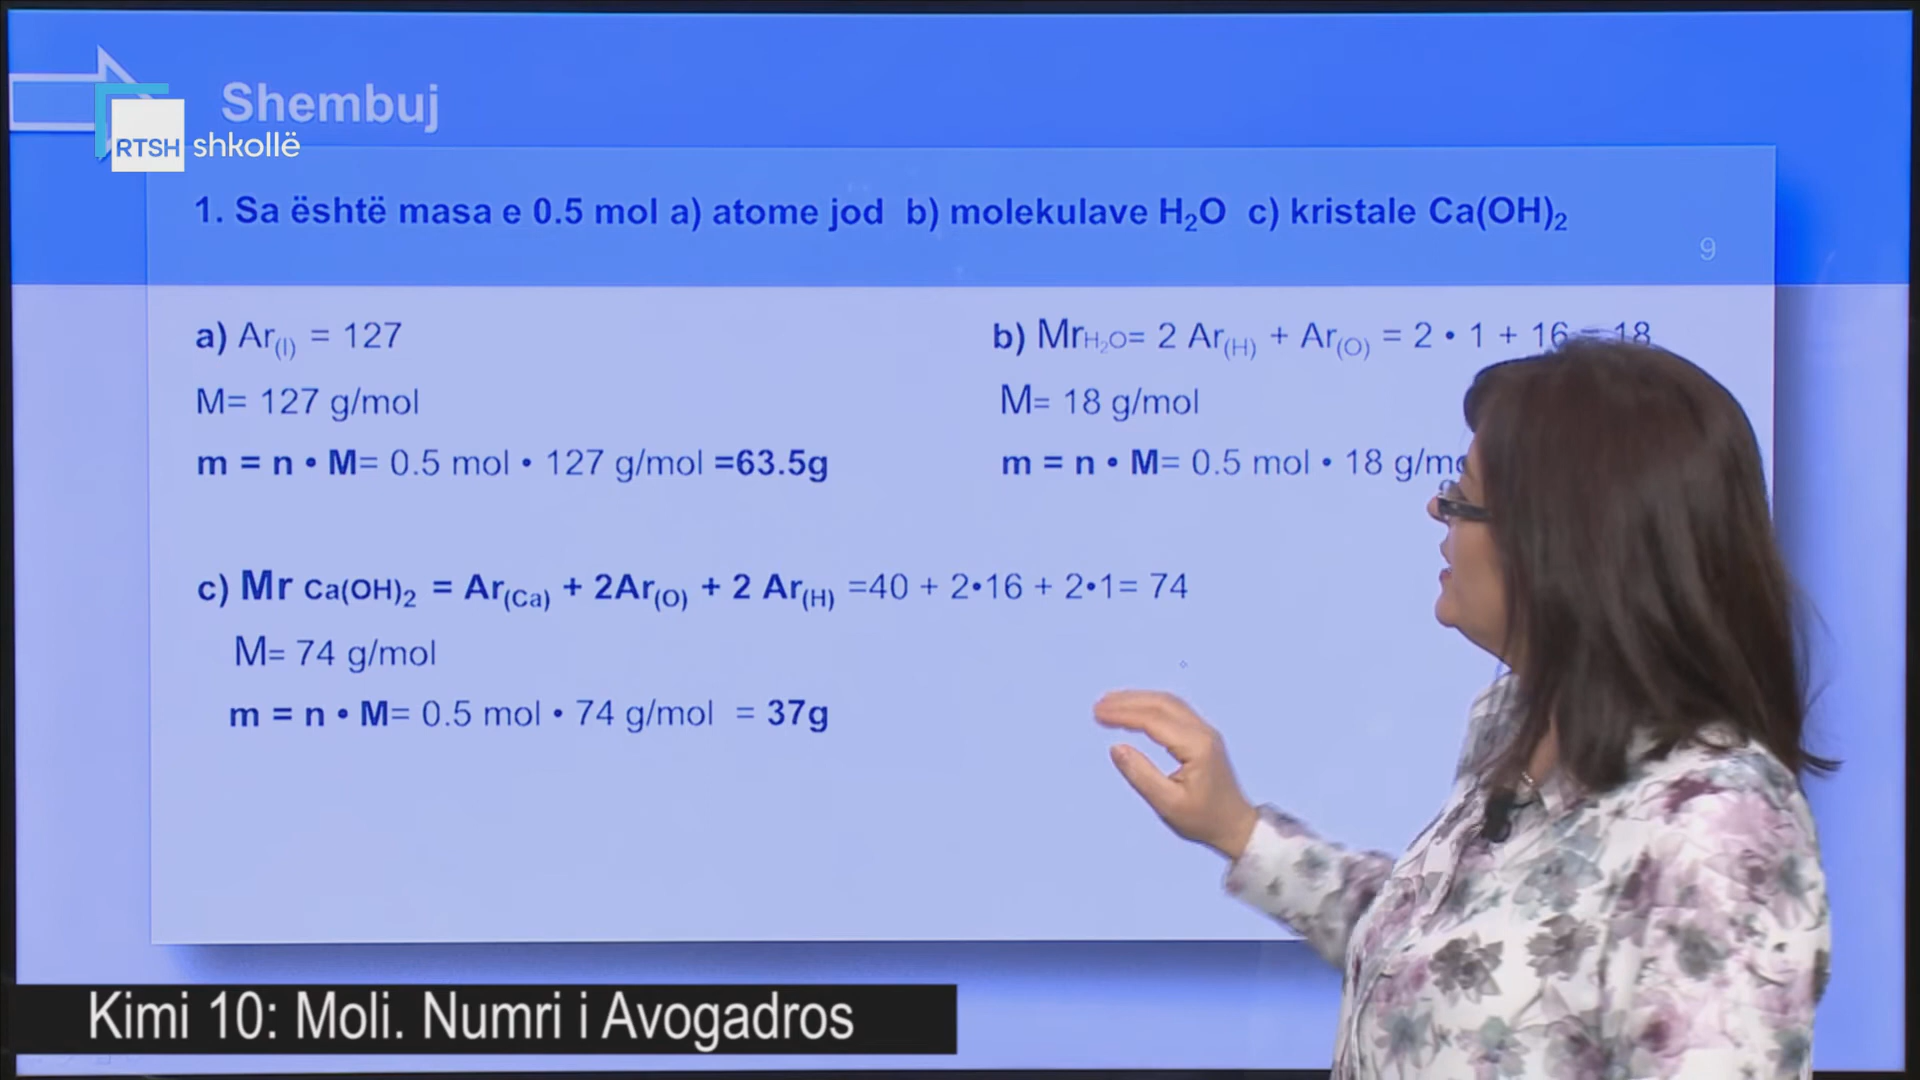 Shembuj
RTSH shkollë
1. Sa është masa e 0.5 mol a) atome jod b) molekulave H₂O c) kristale Ca(OH)₂
9
a) Ar(I) = 127
M= 127 g/mol
m = n • M= 0.5 mol • 127 g/mol =63.5g
b) MrH₂O= 2 Ar(H) + Ar(O) = 2 • 1 + 16 = 18
M= 18 g/mol
m = n • M= 0.5 mol • 18
c) Mr Ca(OH)₂ = Ar(Ca) + 2Ar(O) + 2 Ar(H) =40 + 2•16 + 2•1= 74
M= 74 g/mol
m = n • M= 0.5 mol • 74 g/mol = 37g
Kimi 10: Moli. Numri i Avogadros